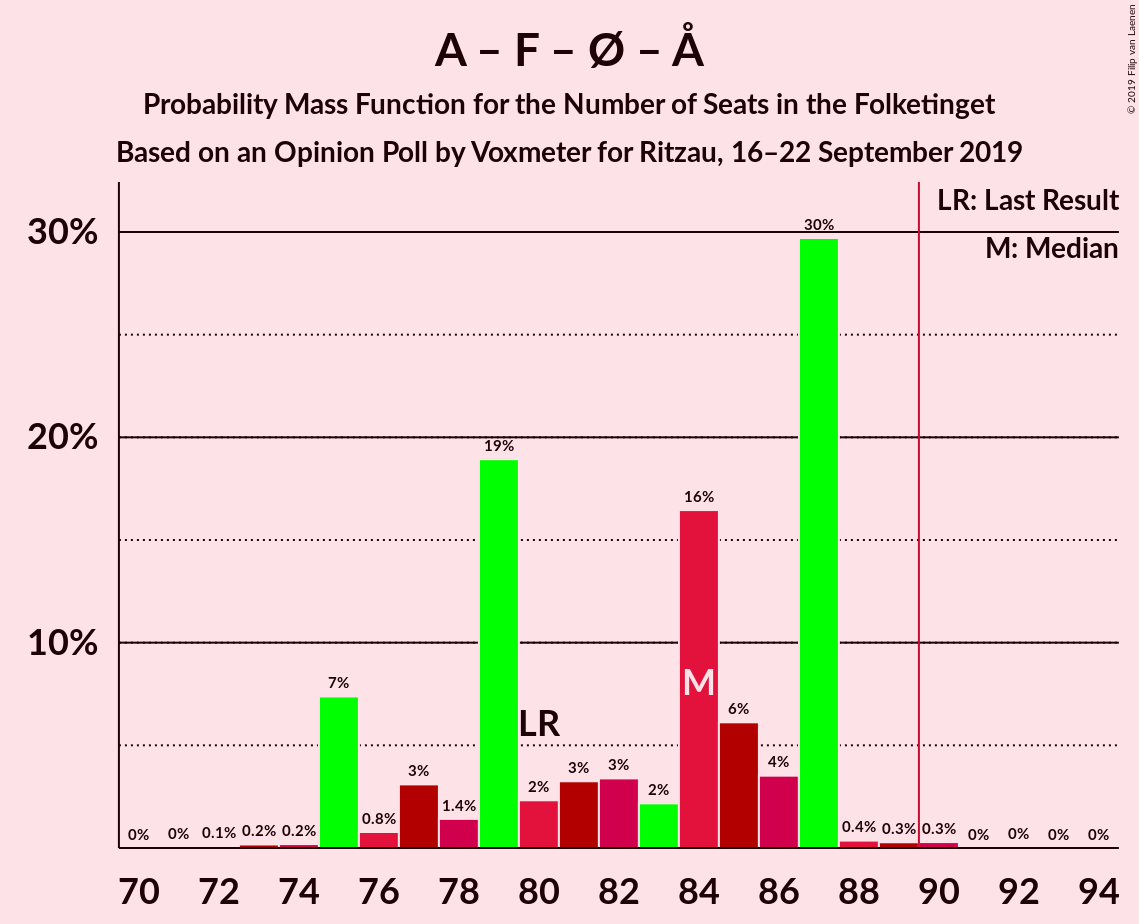 A – F – Ø – Å
Probability Mass Function for the Number of Seats in the Folketinget
Based on an Opinion Poll by Voxmeter for Ritzau, 16–22 September 2019
© 2019 Filip van Laenen
LR: Last Result
M: Median
30%
20%
10%
0% 0% 0.1% 0.2% 0.2% 7% 0.8% 3% 1.4% 19% 2% 3% 3% 2% 16% 6% 4% 30% 0.4% 0.3% 0.3% 0% 0% 0% 0%
LR
M
70 72 74 76 78 80 82 84 86 88 90 92 94